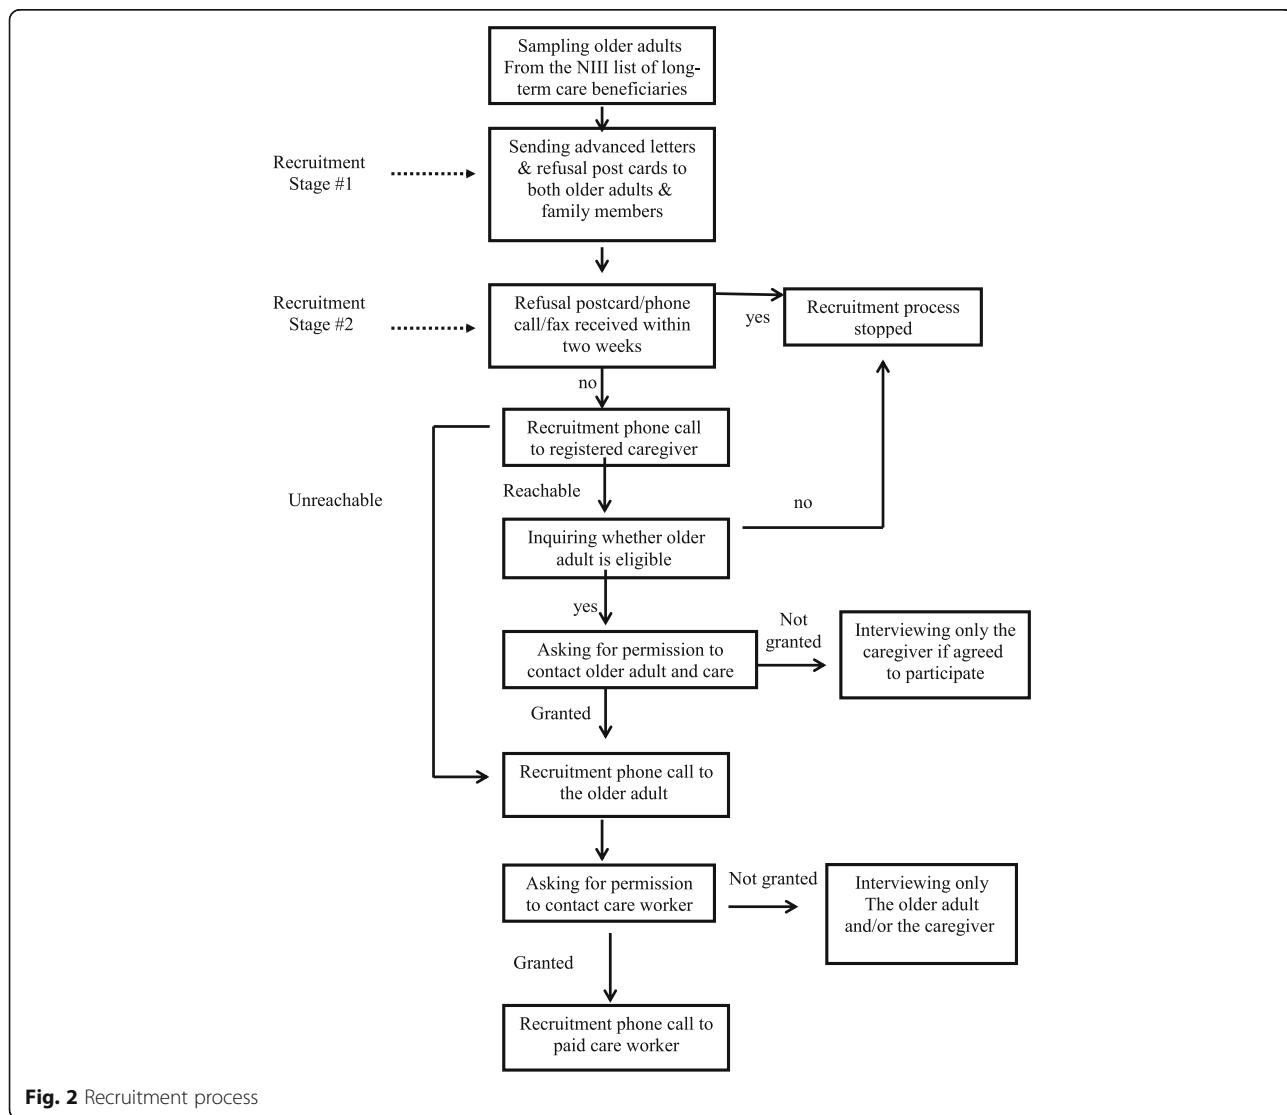 Sampling older adults
From the NIII list of long-
term care beneficiaries
Recruitment
Stage #1
Sending advanced letters
& refusal post cards to
both older adults &
family members
Recruitment
Stage #2
Refusal postcard/phone
call/fax received within
two weeks
yes
Recruitment process
stopped
no
Recruitment phone call
to registered caregiver
Unreachable
Reachable
no
Inquiring whether older
adult is eligible
yes
Asking for permission to
contact older adult and care
Not
granted
Interviewing only the
caregiver if agreed
to participate
Granted
Recruitment phone call to
the older adult
Asking for permission
to contact care worker
Not granted
Interviewing only
The older adult
and/or the caregiver
Granted
Recruitment phone call to
paid care worker
Fig. 2 Recruitment process